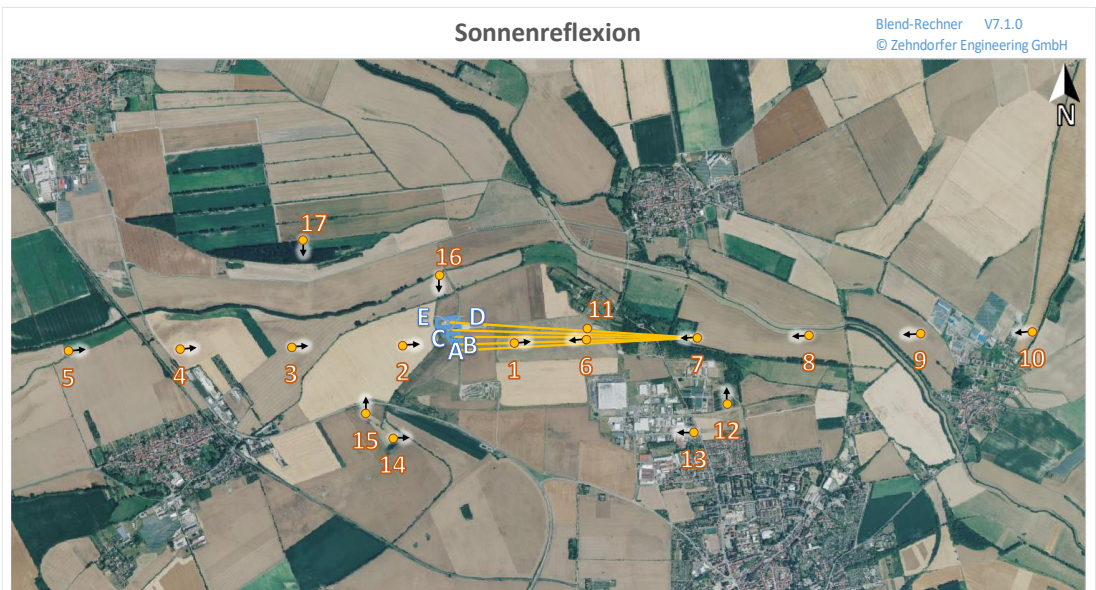 Sonnenreflexion
Blend-Rechner V7.1.0
© Zehndorfer Engineering GmbH
N
17
16
E D
11
C
A B
5
4
3
2
1
6
7
8
9
10
12
15
14
13